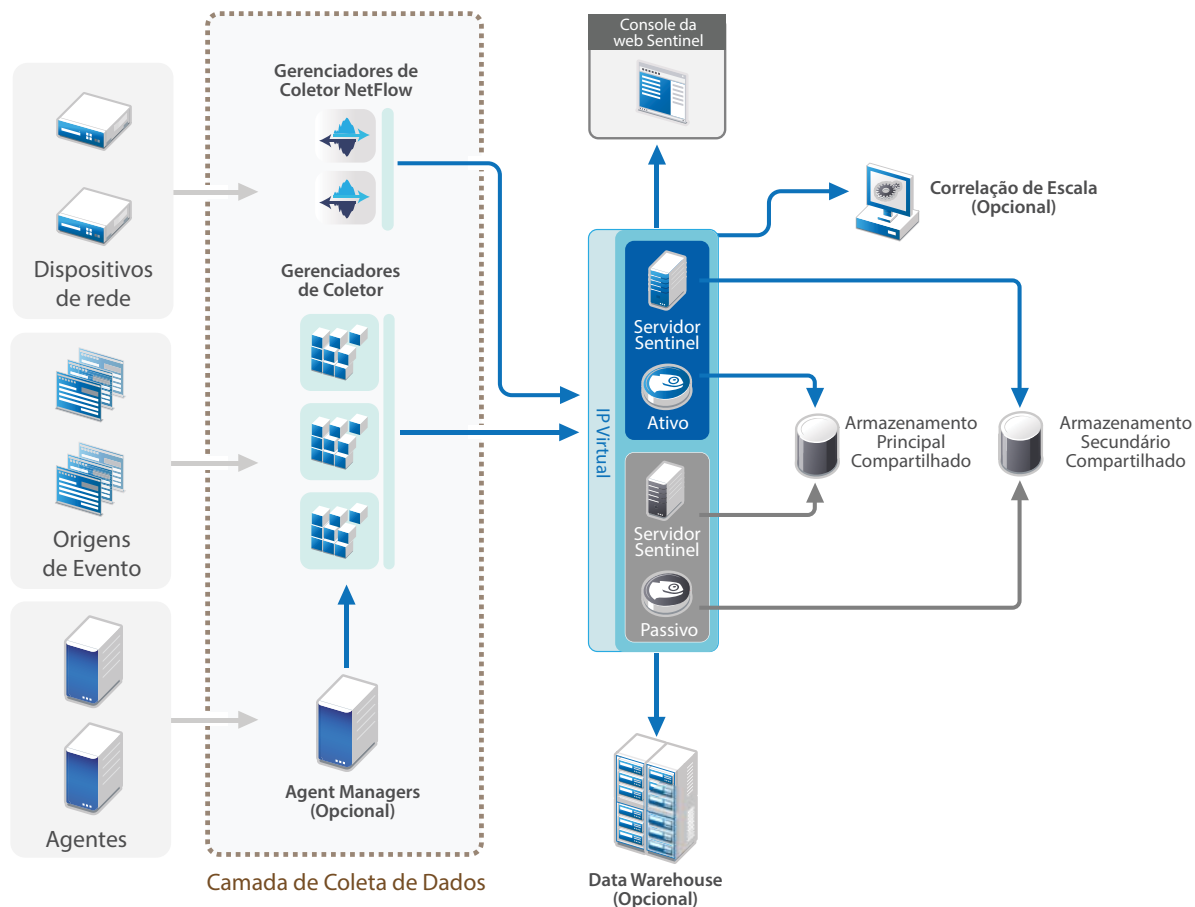 Console da
web Sentinel
Gerenciadores de
Coletor NetFlow
Dispositivos
de rede
Correlação de Escala
(Opcional)
Gerenciadores
de Coletor
IP Virtual
Servidor
Sentinel
Ativo
Armazenamento
Principal
Compartilhado
Armazenamento
Secundário
Compartilhado
Origens
de Evento
Servidor
Sentinel
Passivo
Agent Managers
(Opcional)
Agentes
Camada de Coleta de Dados
Data Warehouse
(Opcional)